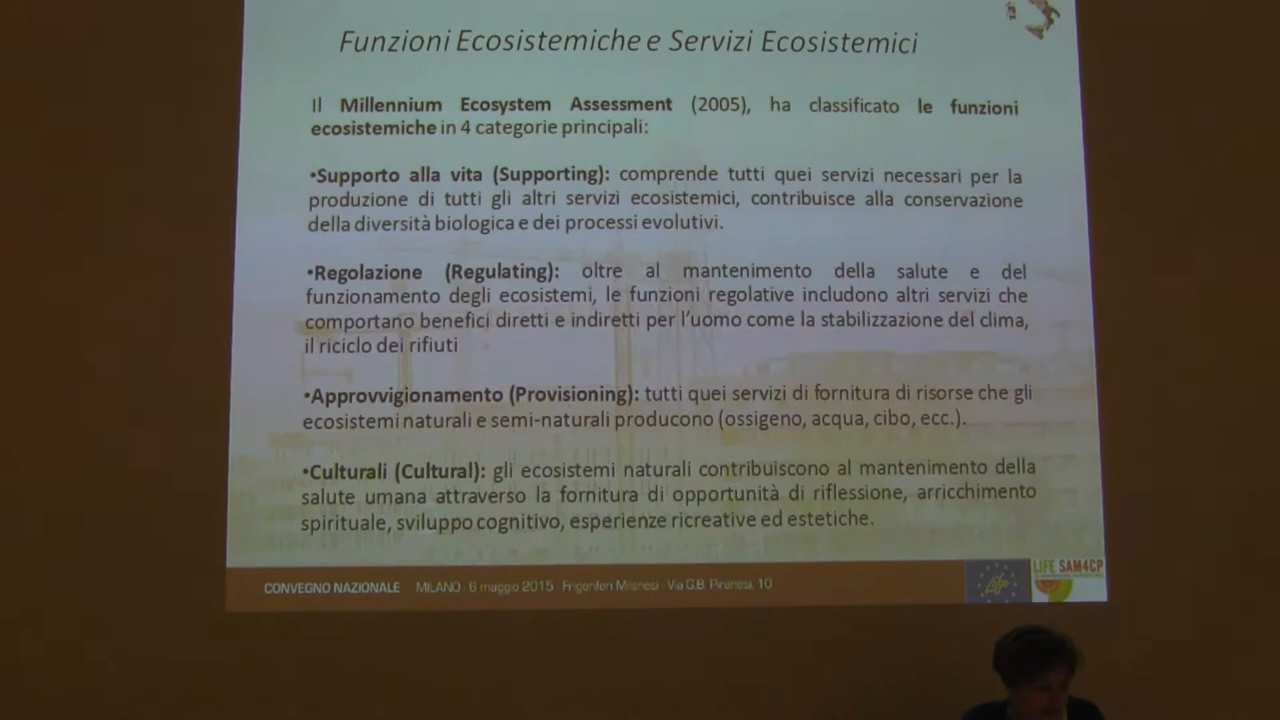 Funzioni Ecosistemiche e Servizi Ecosistemici
Il Millennium Ecosystem Assessment (2005), ha classificato le funzioni
ecosistemiche in 4 categorie principali:
•Supporto alla vita (Supporting): comprende tutti quei servizi necessari per la
produzione di tutti gli altri servizi ecosistemici, contribuisce alla conservazione
della diversità biologica e dei processi evolutivi.
•Regolazione (Regulating): oltre al mantenimento della salute e del
funzionamento degli ecosistemi, le funzioni regolative includono altri servizi che
comportano benefici diretti e indiretti per l'uomo come la stabilizzazione del clima,
il riciclo dei rifiuti
•Approvvigionamento (Provisioning): tutti quei servizi di fornitura di risorse che gli
ecosistemi naturali e semi-naturali producono (ossigeno, acqua, cibo, ecc.).
•Culturali (Cultural): gli ecosistemi naturali contribuiscono al mantenimento della
salute umana attraverso la fornitura di opportunità di riflessione, arricchimento
spirituale, sviluppo cognitivo, esperienze ricreative ed estetiche.
CONVEGNO NAZIONALE MILANO - 6 maggio 2015 Frigoriferi Milanesi - Via G.B. Piranesi, 10
Life
LIFE SAM4CP